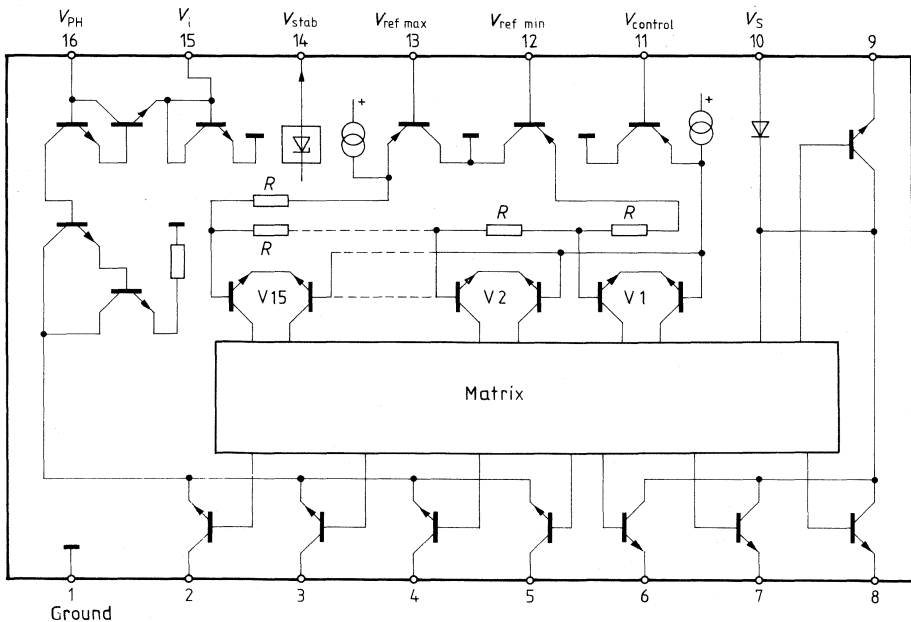 V_PH V_i V_stab V_ref max V_ref min V_control V_S
16 15 14 13 12 11 10 9
+ +
R
R R R
V15 V2 V1
Matrix
1 2 3 4 5 6 7 8
Ground